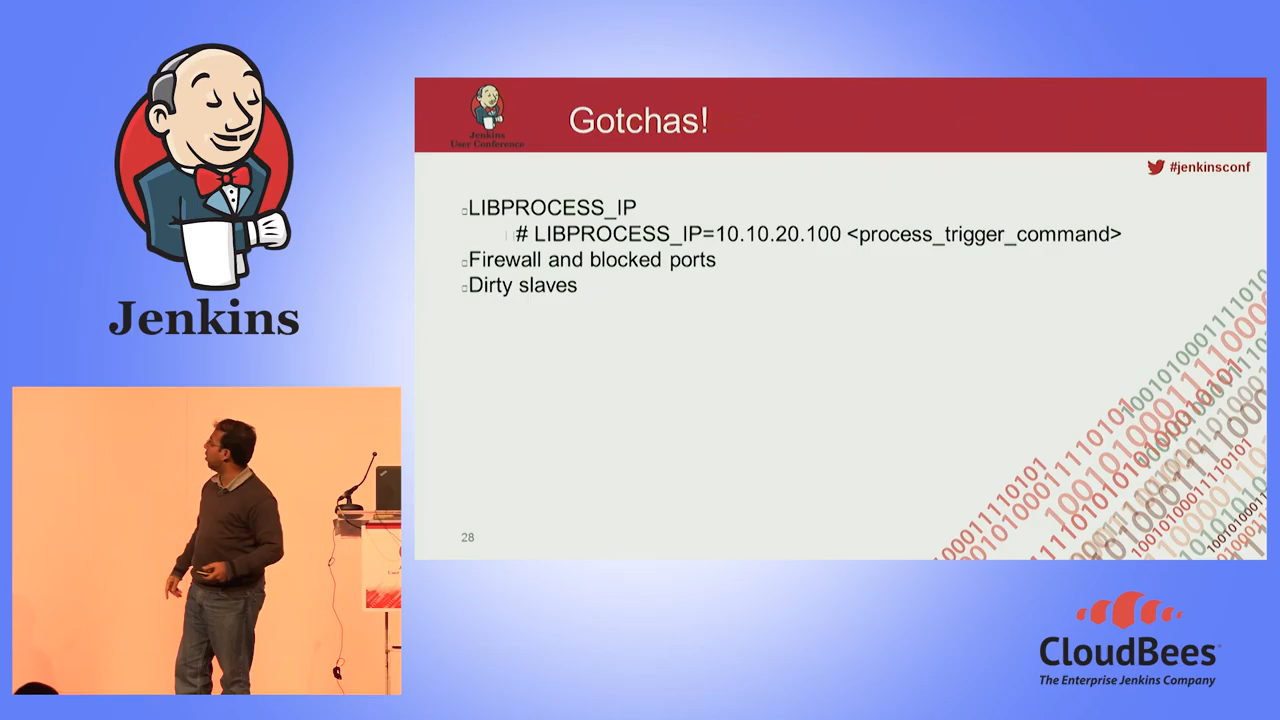 Jenkins
Jenkins
User Conference
Gotchas!
#jenkinsconf
LIBPROCESS_IP
# LIBPROCESS_IP=10.10.20.100 <process_trigger_command>
Firewall and blocked ports
Dirty slaves
28
CloudBees
The Enterprise Jenkins Company